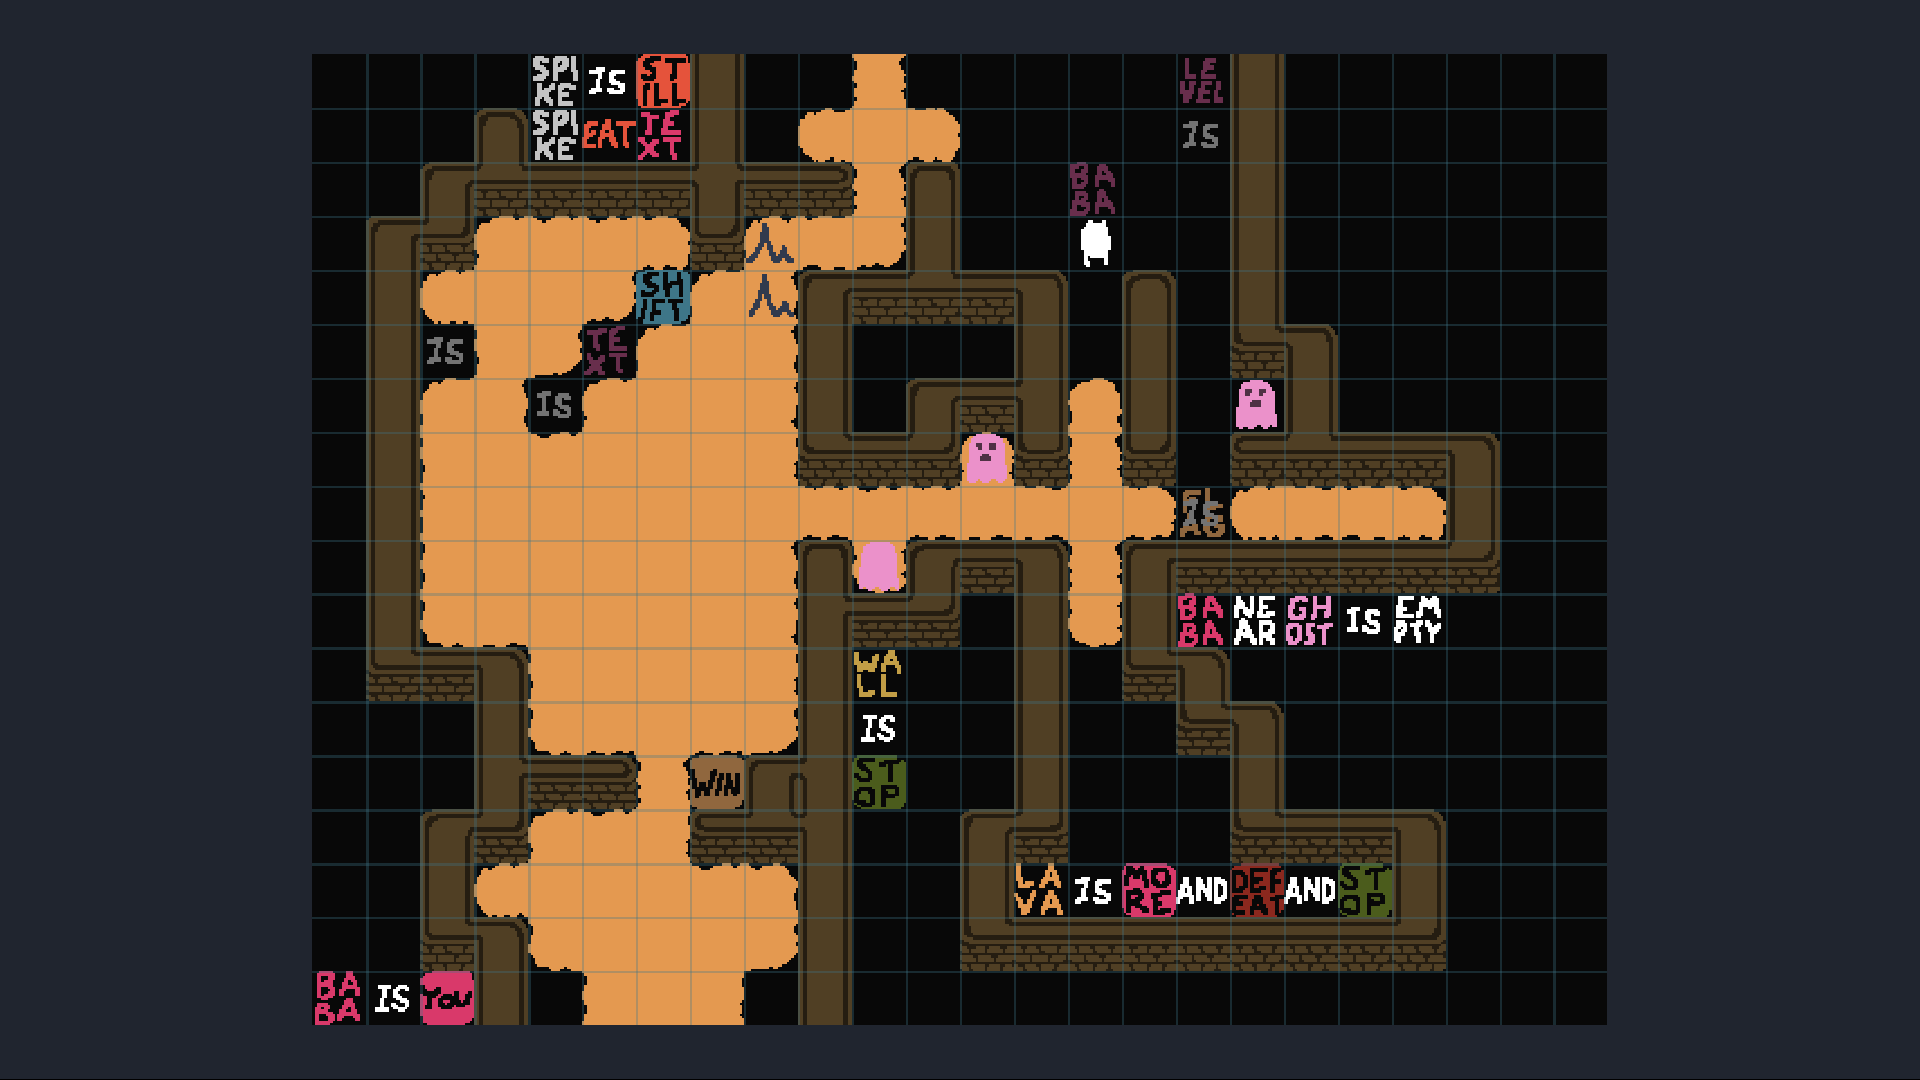 SPIKE IS STILL
LEVEL
SPIKE EAT TEXT
IS
BABA
SHIFT
IS
TEXT
IS
FLAG
IS
BABA NEAR GHOST IS EMPTY
WALL
IS
STOP
WIN
LAVA IS MORE AND DEFEAT AND STOP
BABA IS YOU